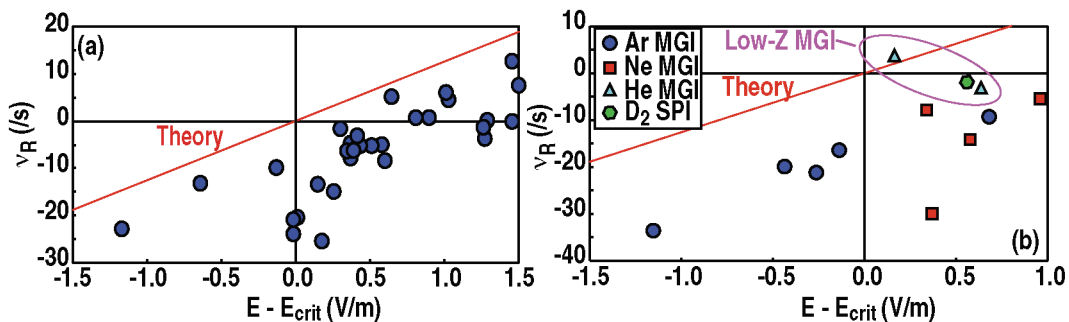 20
(a)
10
0
-10
-20
-30
νR (/s)
Theory
-1.5 -1.0 -0.5 0.0 0.5 1.0 1.5
E - Ecrit (V/m)
10
0
-10
-20
-30
-40
νR (/s)
Ar MGI
Ne MGI
He MGI
D2 SPI
Low-Z MGI
Theory
(b)
-1.5 -1.0 -0.5 0.0 0.5 1.0
E - Ecrit (V/m)